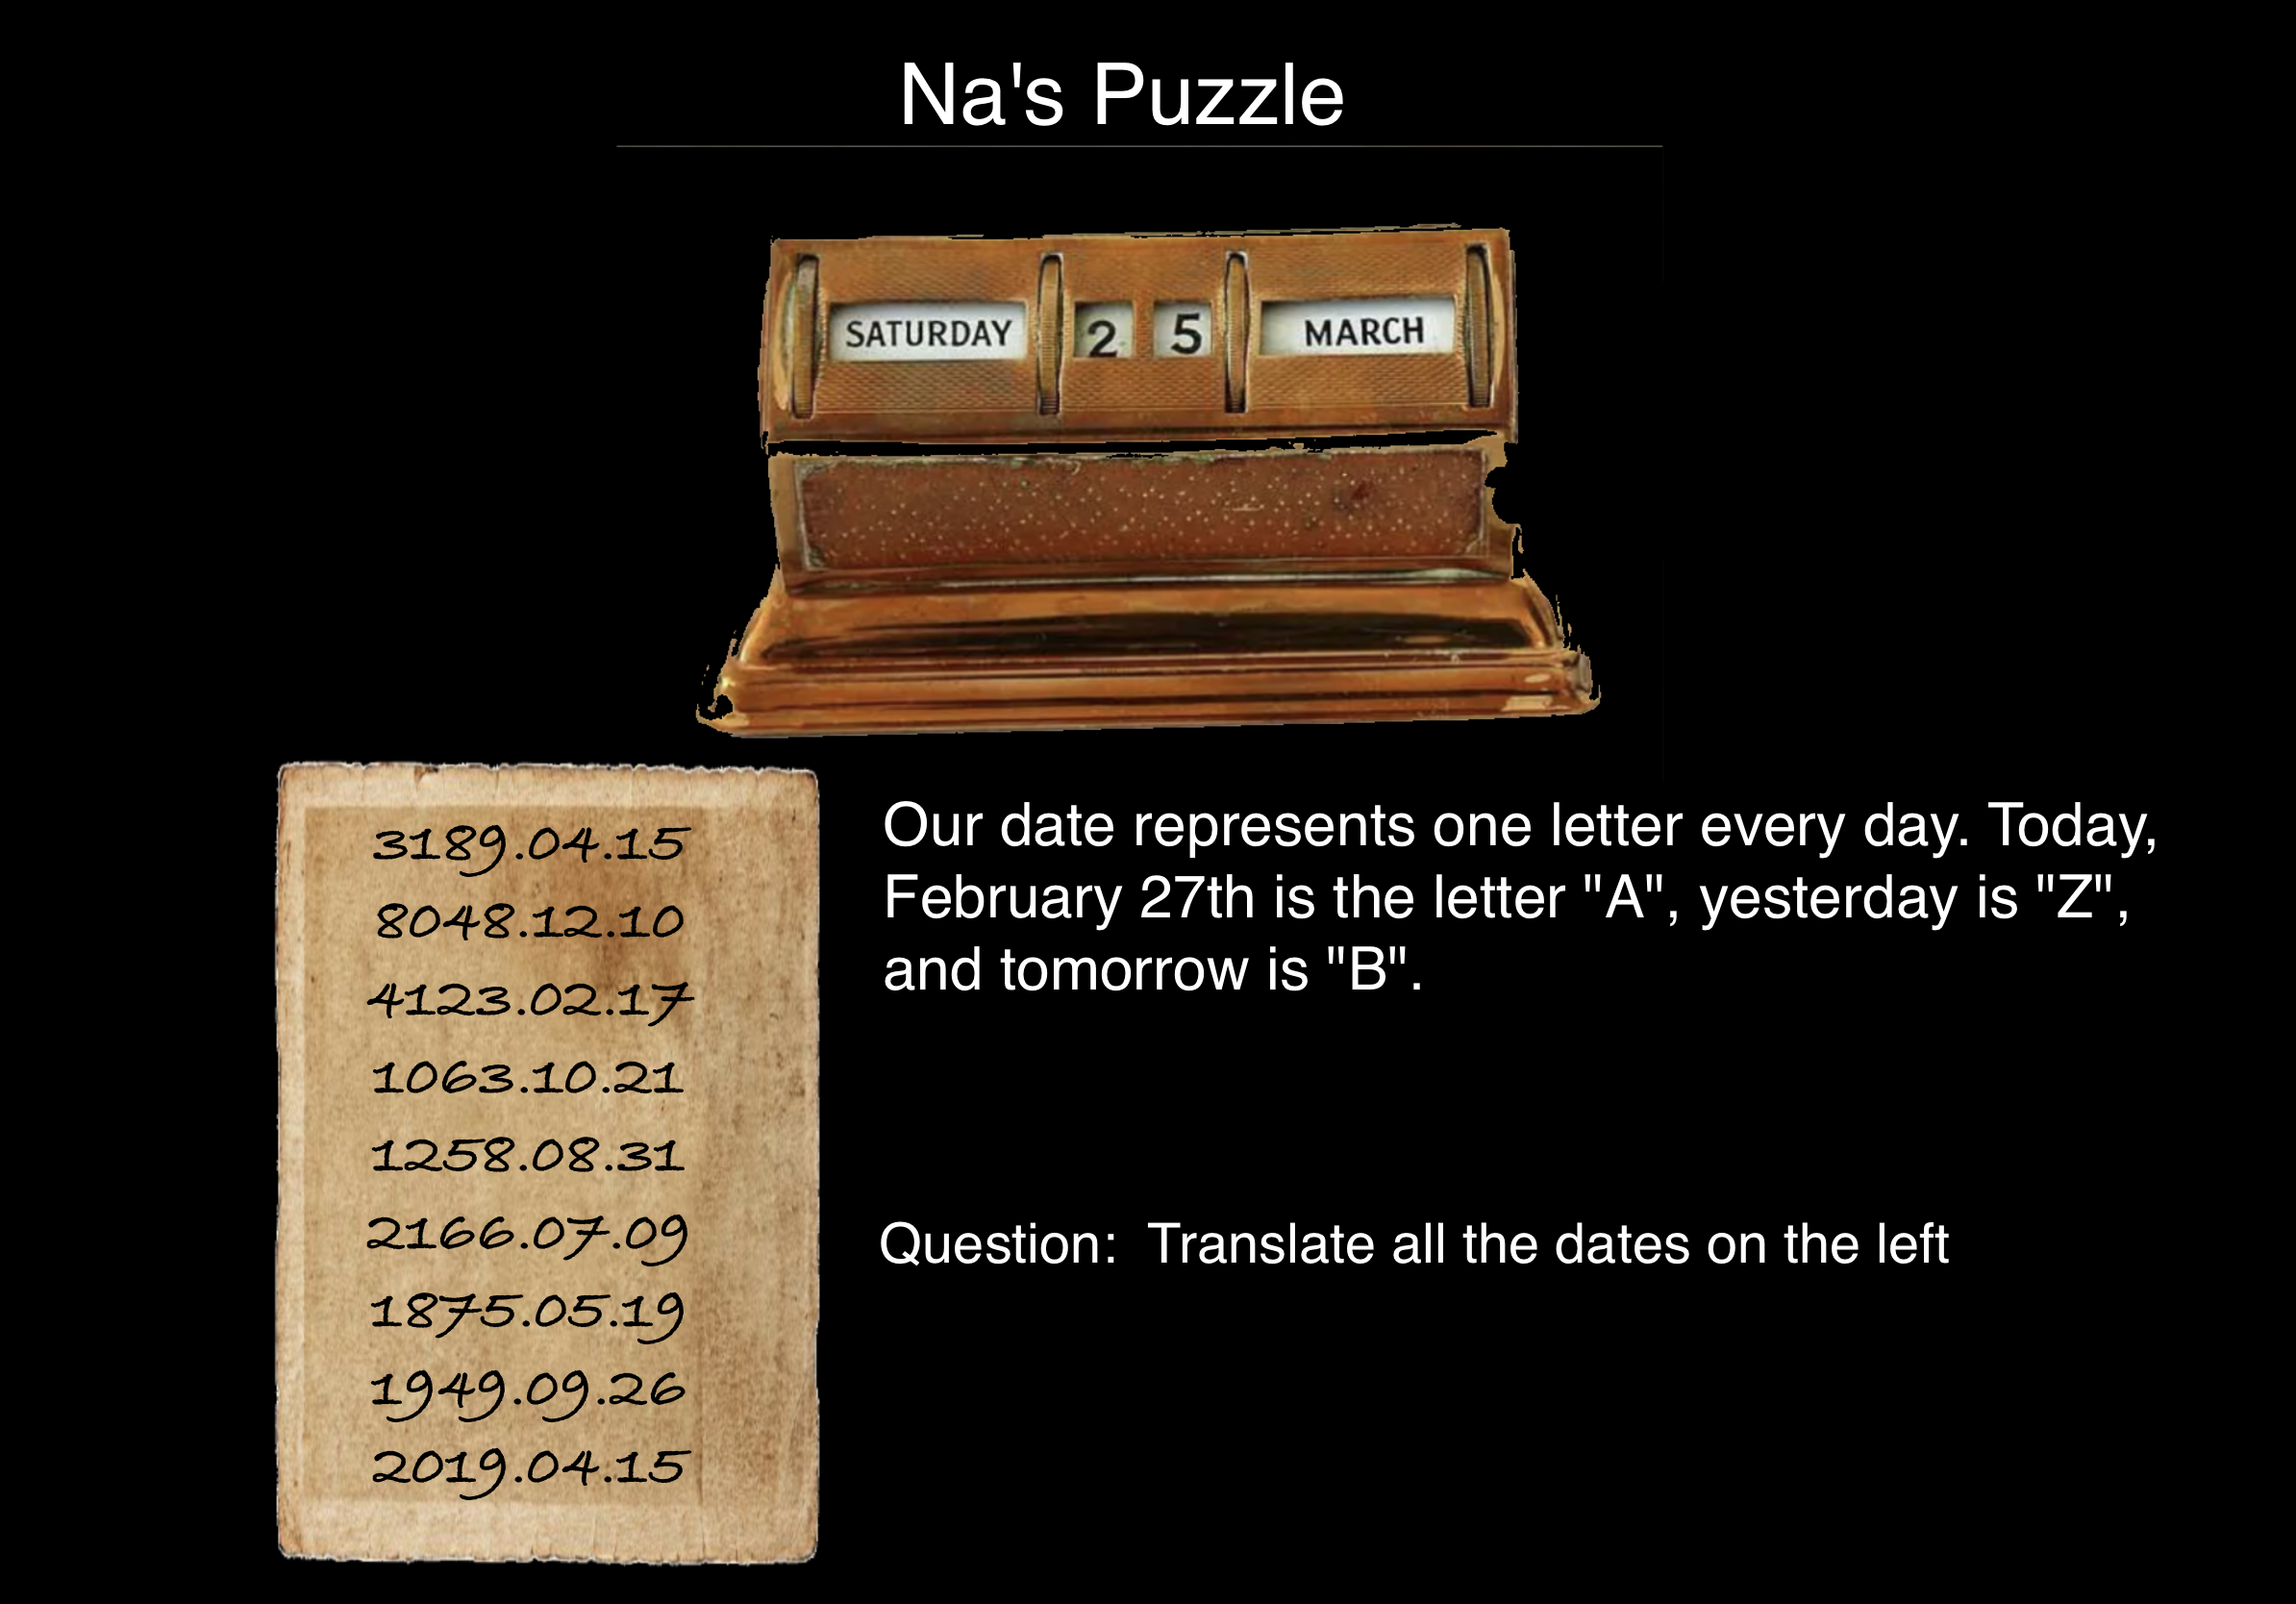 Na's Puzzle
SATURDAY 2 5 MARCH
3189.04.15
8048.12.10
4123.02.17
1063.10.21
1258.08.31
2166.07.09
1875.05.19
1949.09.26
2019.04.15
Our date represents one letter every day. Today,
February 27th is the letter "A", yesterday is "Z",
and tomorrow is "B".
Question: Translate all the dates on the left